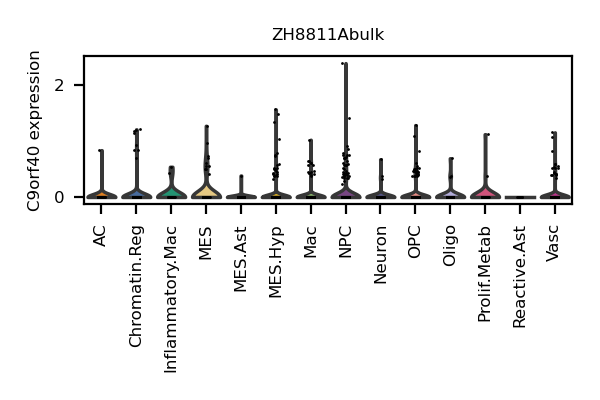 ZH8811Abulk
C9orf40 expression
2
0
AC
Chromatin.Reg
Inflammatory.Mac
MES
MES.Ast
MES.Hyp
Mac
NPC
Neuron
OPC
Oligo
Prolif.Metab
Reactive.Ast
Vasc